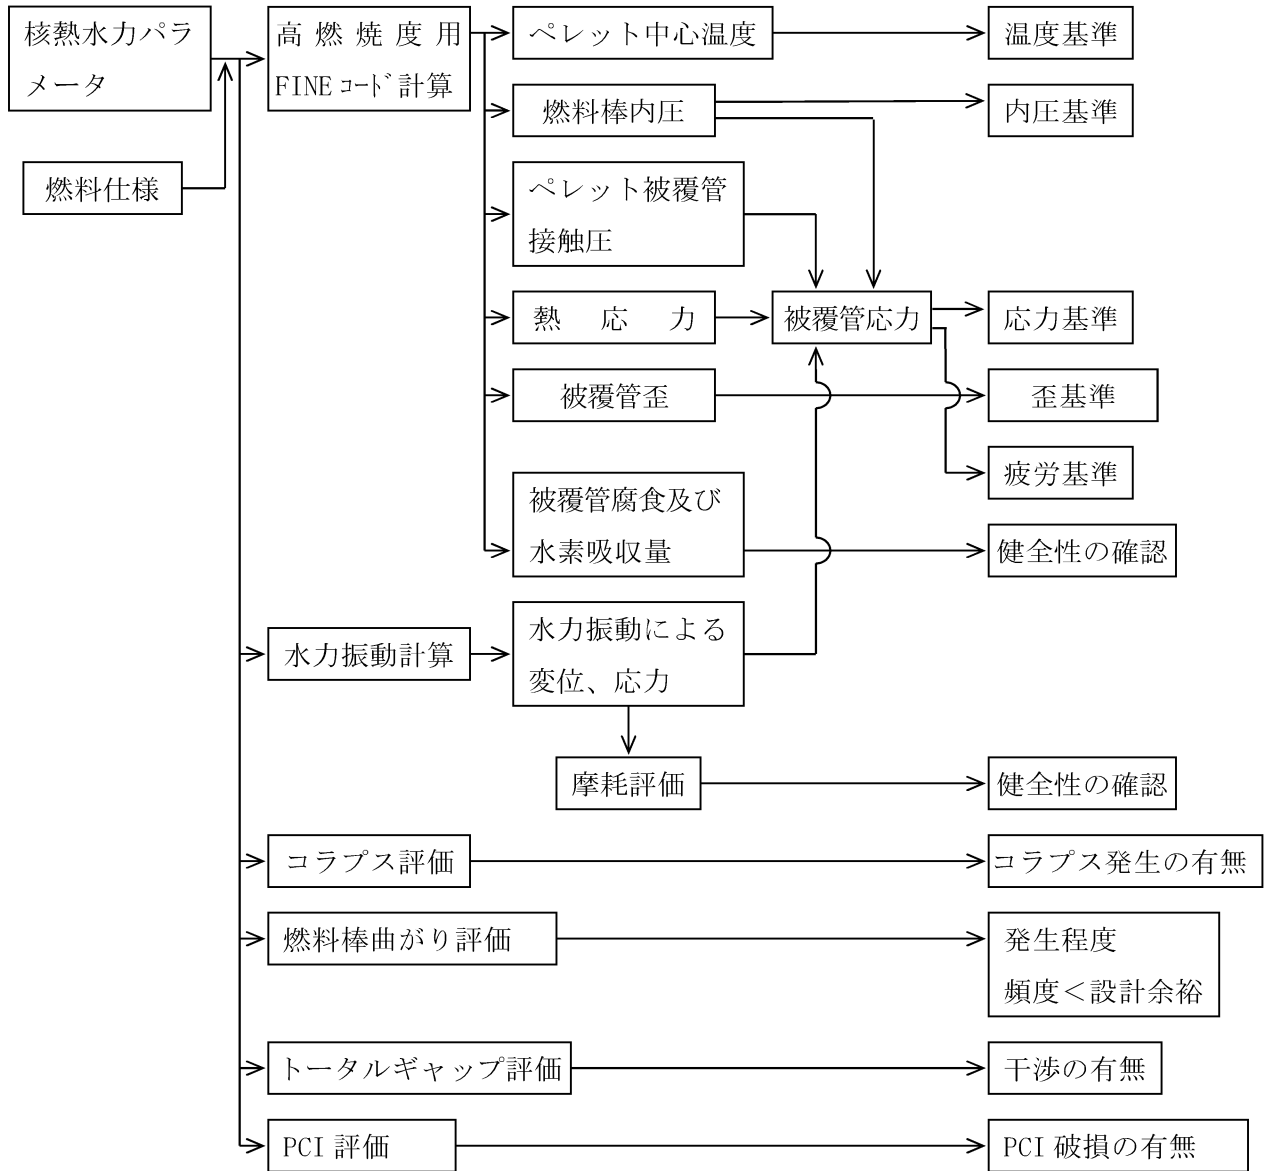 核熱水力パラ
メータ
燃料仕様
高燃焼度用
FINEコード計算
ペレット中心温度
温度基準
燃料棒内圧
内圧基準
ペレット被覆管
接触圧
熱応力
被覆管応力
応力基準
被覆管歪
歪基準
疲労基準
被覆管腐食及び
水素吸収量
健全性の確認
水力振動計算
水力振動による
変位、応力
摩耗評価
健全性の確認
コラプス評価
コラプス発生の有無
燃料棒曲がり評価
発生程度
頻度＜設計余裕
トータルギャップ評価
干渉の有無
PCI 評価
PCI 破損の有無